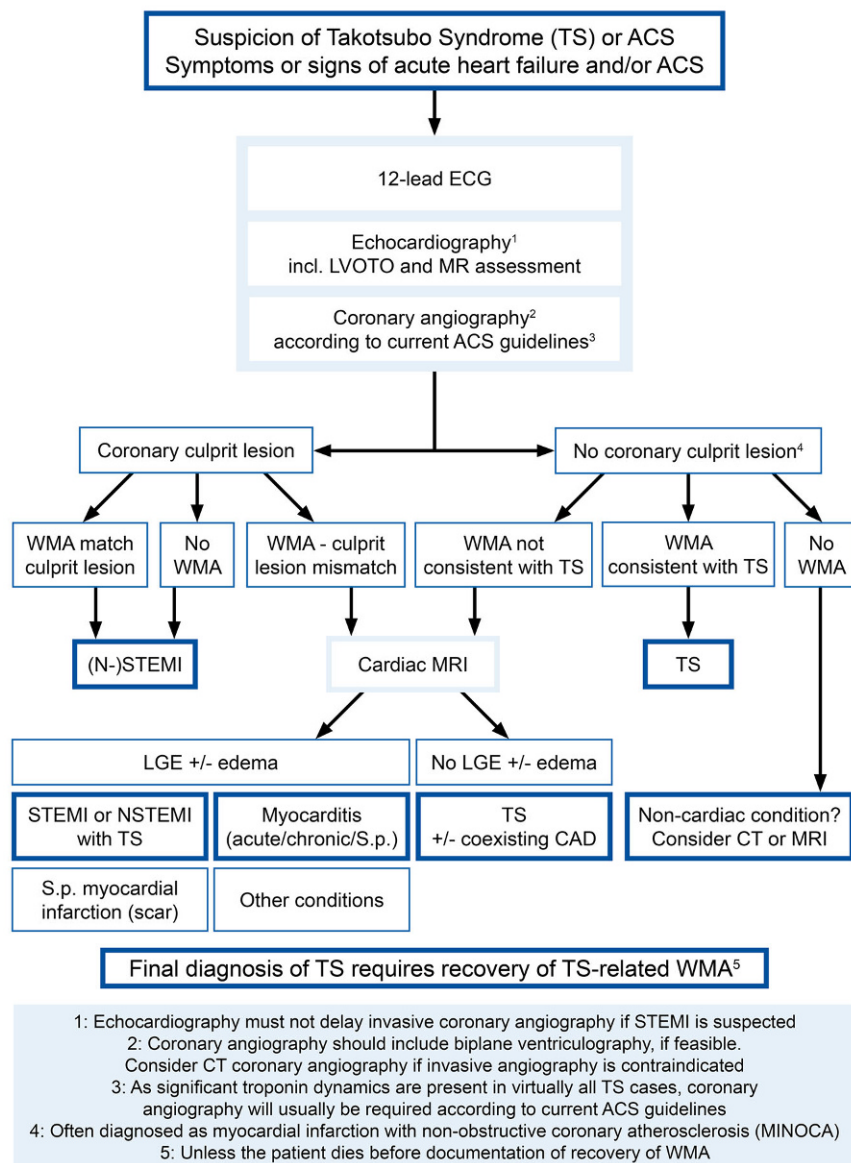 Suspicion of Takotsubo Syndrome (TS) or ACS
Symptoms or signs of acute heart failure and/or ACS
12-lead ECG
Echocardiography¹
incl. LVOTO and MR assessment
Coronary angiography²
according to current ACS guidelines³
Coronary culprit lesion
No coronary culprit lesion⁴
WMA match
culprit lesion
No
WMA
WMA - culprit
lesion mismatch
WMA not
consistent with TS
WMA
consistent with TS
No
WMA
(N-)STEMI
Cardiac MRI
TS
LGE +/- edema
No LGE +/- edema
STEMI or NSTEMI
with TS
Myocarditis
(acute/chronic/S.p.)
TS
+/- coexisting CAD
Non-cardiac condition?
Consider CT or MRI
S.p. myocardial
infarction (scar)
Other conditions
Final diagnosis of TS requires recovery of TS-related WMA⁵
1: Echocardiography must not delay invasive coronary angiography if STEMI is suspected
2: Coronary angiography should include biplane ventriculography, if feasible.
Consider CT coronary angiography if invasive angiography is contraindicated
3: As significant troponin dynamics are present in virtually all TS cases, coronary
angiography will usually be required according to current ACS guidelines
4: Often diagnosed as myocardial infarction with non-obstructive coronary atherosclerosis (MINOCA)
5: Unless the patient dies before documentation of recovery of WMA